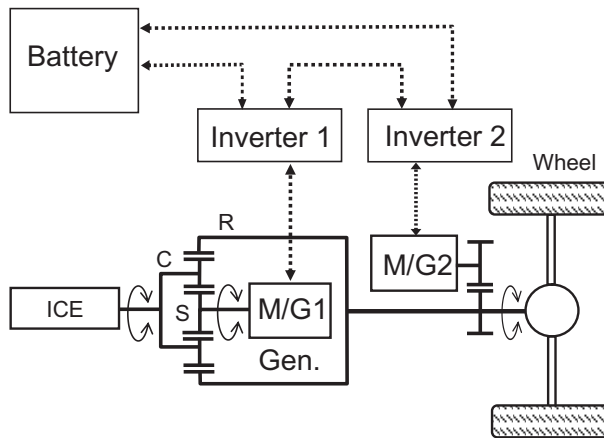 Battery
Inverter 1
Inverter 2
Wheel
R
C
M/G2
ICE
S
M/G1
Gen.